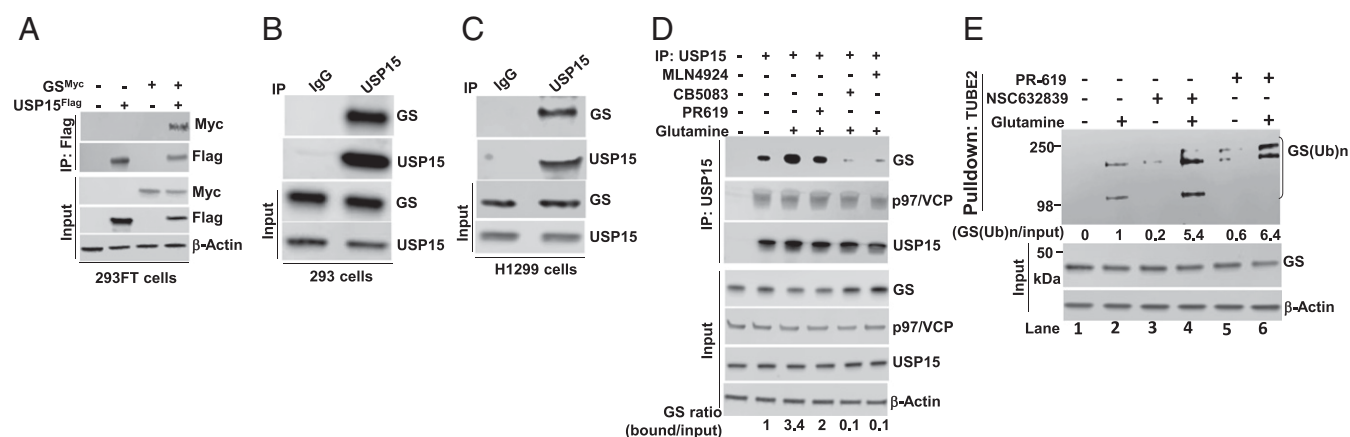 A
GS^Myc - - + +
USP15^Flag - + - +
IP: Flag
Myc
Flag
Input
Myc
Flag
β-Actin
293FT cells
B
IP IgG USP15
GS
USP15
Input
GS
USP15
293 cells
C
IP IgG USP15
GS
USP15
Input
GS
USP15
H1299 cells
D
IP: USP15 - + + + + +
MLN4924 - - - - - +
CB5083 - - - - + -
PR619 - - - + - -
Glutamine - - + + + +
IP: USP15
GS
p97/VCP
USP15
Input
GS
p97/VCP
USP15
β-Actin
GS ratio
(bound/input) 1 3.4 2 0.1 0.1
E
Pulldown: TUBE2
PR-619 - - - - + +
NSC632839 - - + + - -
Glutamine - + - + - +
250
98
GS(Ub)n
(GS(Ub)n/input) 0 1 0.2 5.4 0.6 6.4
Input
50
kDa
GS
β-Actin
Lane 1 2 3 4 5 6